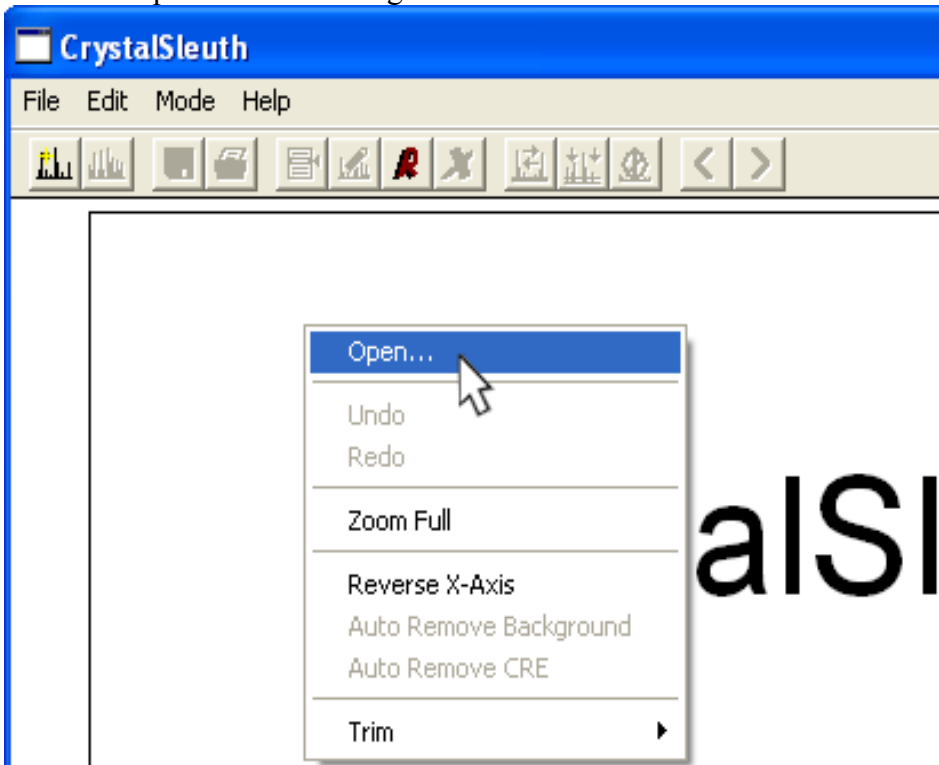 CrystalSleuth
File Edit Mode Help
Open...
Undo
Redo
Zoom Full
alSl
Reverse X-Axis
Auto Remove Background
Auto Remove CRE
Trim